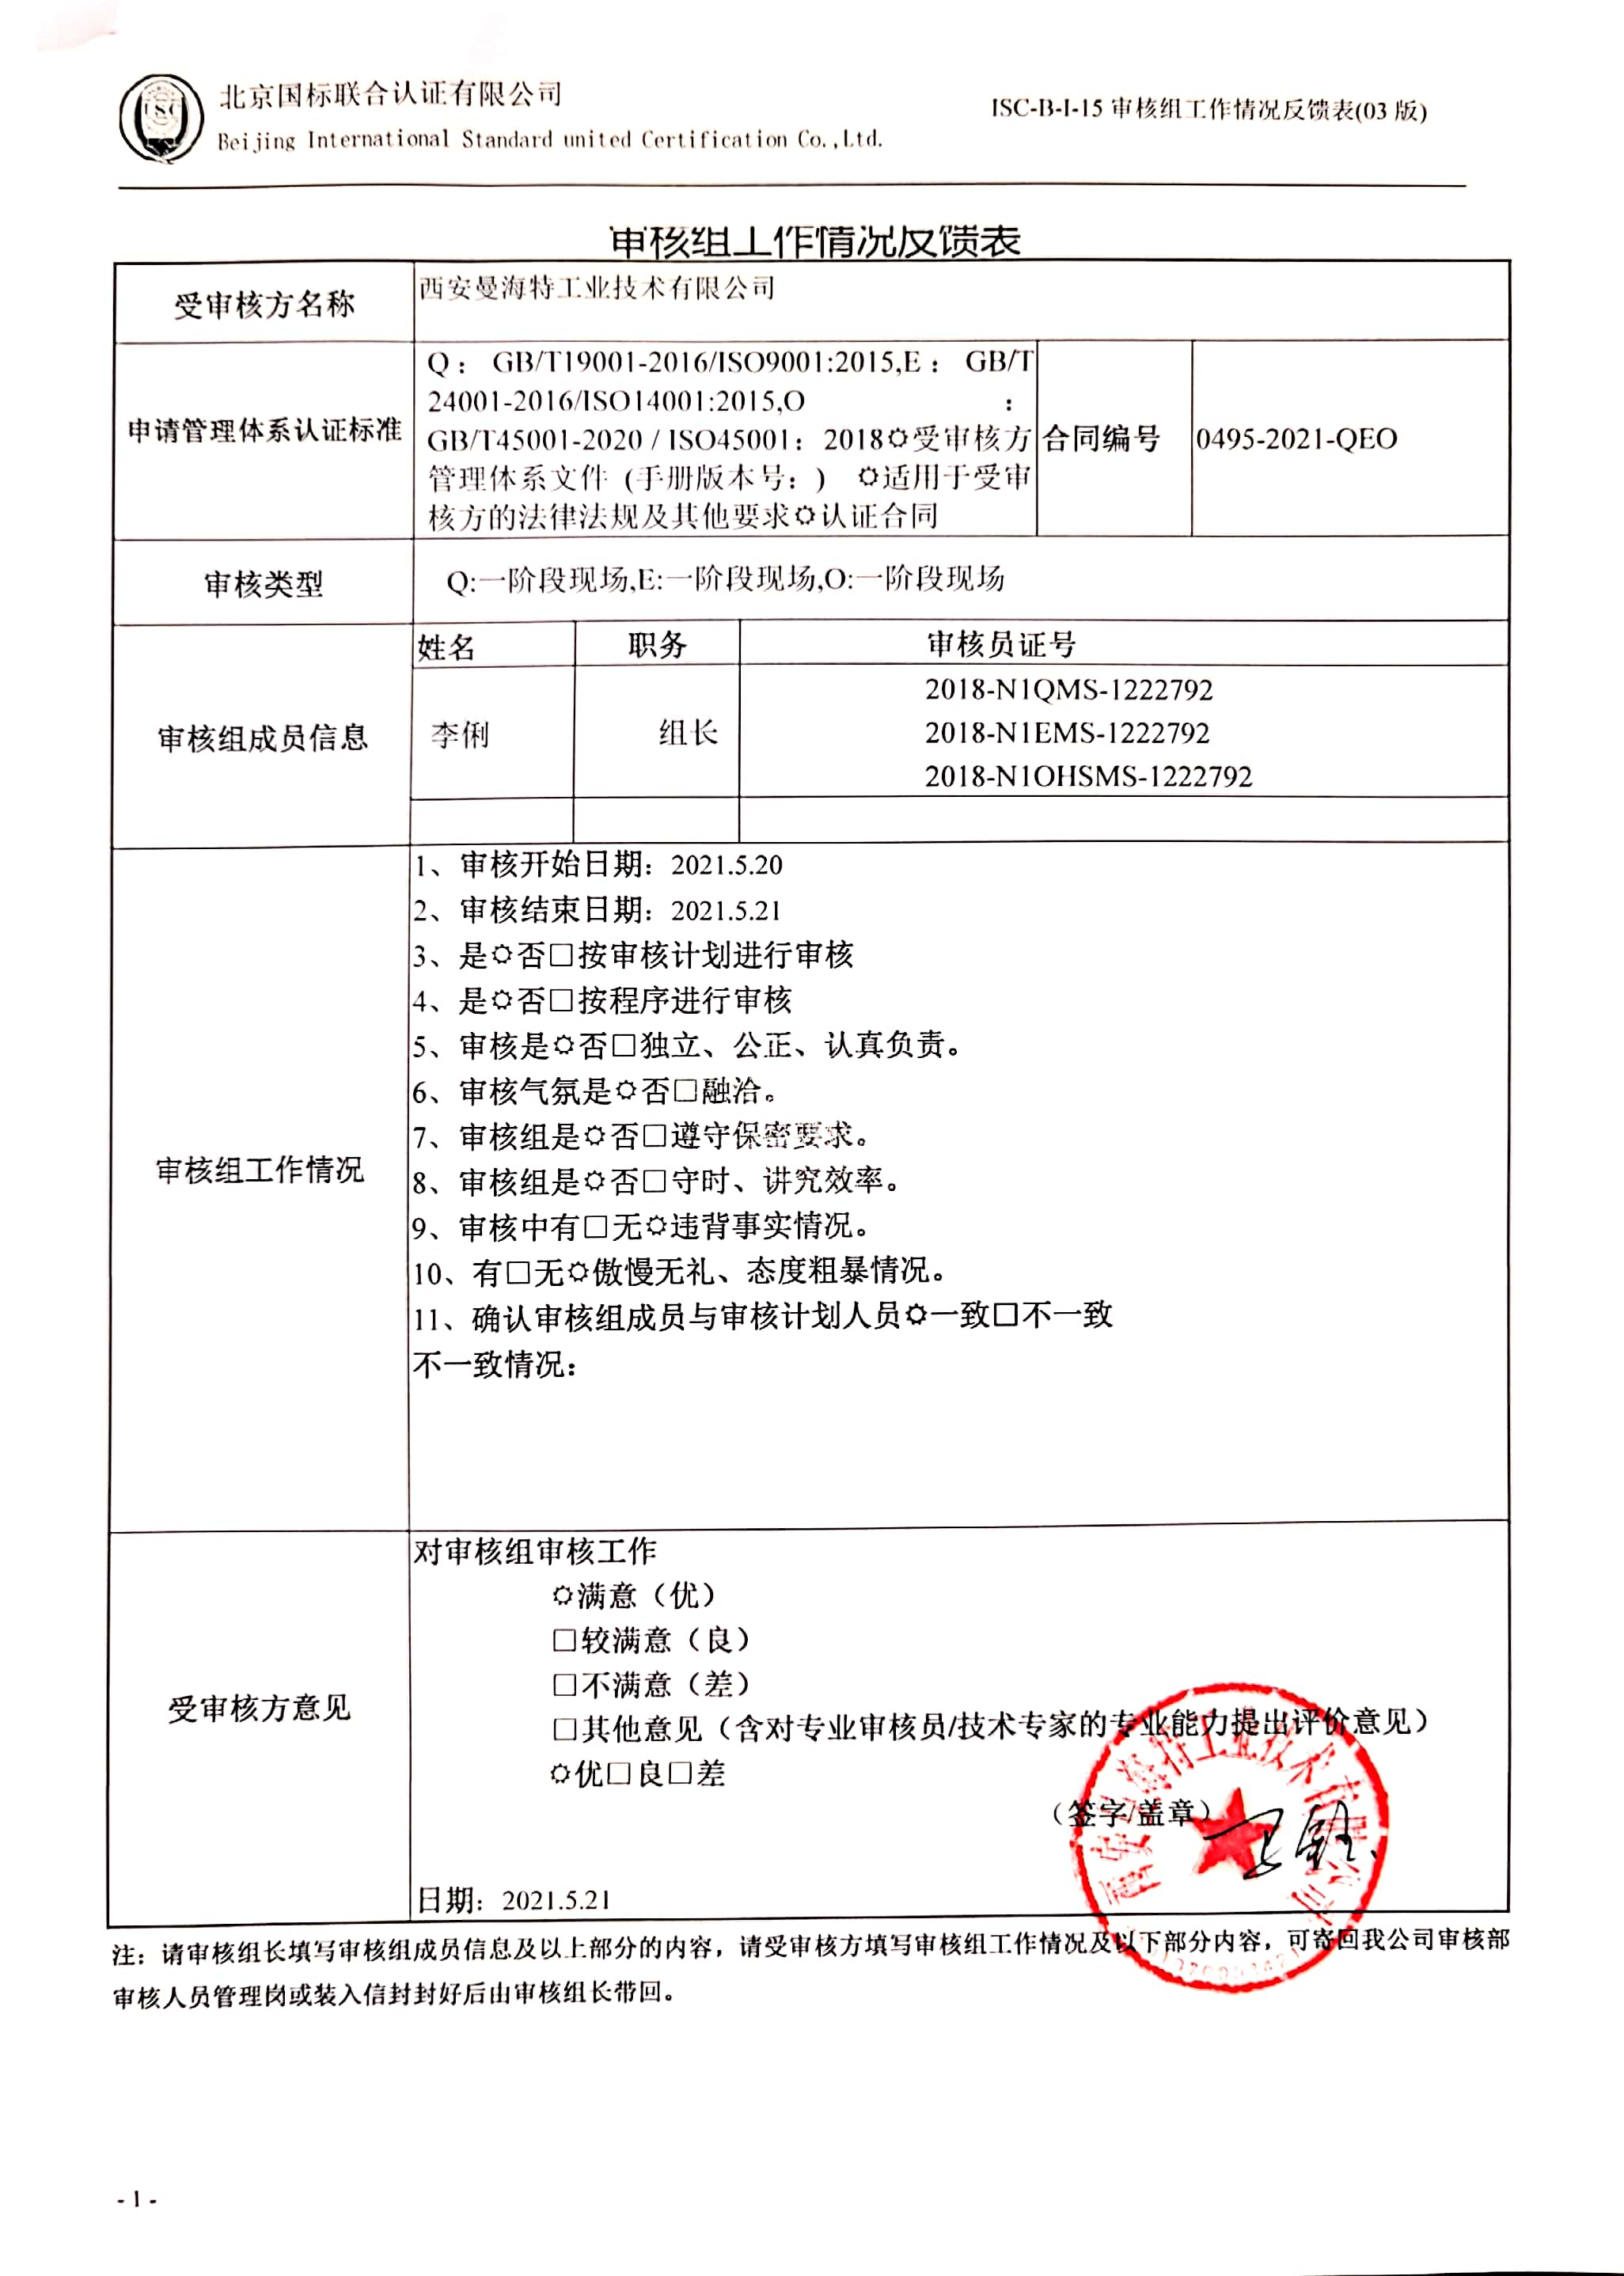 北京国标联合认证有限公司
Beijing International Standard united Certification Co.,Ltd.
ISC-B-I-15 审核组工作情况反馈表(03 版)
审核组工作情况反馈表
受审核方名称
西安曼海特工业技术有限公司
申请管理体系认证标准
Q： GB/T19001-2016/ISO9001:2015,E： GB/T
24001-2016/ISO14001:2015,O ：
GB/T45001-2020 / ISO45001：2018✡受审核方
管理体系文件 (手册版本号：) ✡适用于受审
核方的法律法规及其他要求✡认证合同
合同编号
0495-2021-QEO
审核类型
Q:一阶段现场,E:一阶段现场,O:一阶段现场
审核组成员信息
姓名 职务 审核员证号
李俐 组长
2018-N1QMS-1222792
2018-N1EMS-1222792
2018-N1OHSMS-1222792
审核组工作情况
1、审核开始日期：2021.5.20
2、审核结束日期：2021.5.21
3、是✡否□按审核计划进行审核
4、是✡否□按程序进行审核
5、审核是✡否□独立、公正、认真负责。
6、审核气氛是✡否□融洽。
7、审核组是✡否□遵守保密要求。
8、审核组是✡否□守时、讲究效率。
9、审核中有□无✡违背事实情况。
10、有□无✡傲慢无礼、态度粗暴情况。
11、确认审核组成员与审核计划人员✡一致□不一致
不一致情况：
受审核方意见
对审核组审核工作
✡满意（优）
□较满意（良）
□不满意（差）
□其他意见（含对专业审核员/技术专家的专业能力提出评价意见）
✡优□良□差
（签字/盖章）
西安曼海特工业技术有限公司
日期：2021.5.21
注：请审核组长填写审核组成员信息及以上部分的内容，请受审核方填写审核组工作情况及以下部分内容，可寄回我公司审核部
审核人员管理岗或装入信封封好后由审核组长带回。
- 1 -